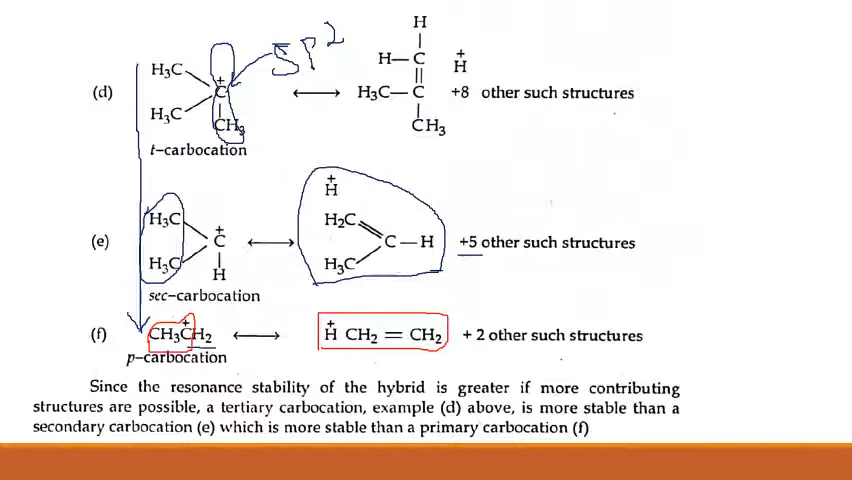 H
H3C + C SP2 H—C +H
(d) ⟷ H3C—C +8 other such structures
H3C CH3 CH3
t-carbocation
+H
H3C + H2C
(e) C ⟷ C—H +5 other such structures
H3C H H3C
sec-carbocation
(f) CH3C+H2 ⟷ +H CH2 = CH2 + 2 other such structures
p-carbocation
Since the resonance stability of the hybrid is greater if more contributing
structures are possible, a tertiary carbocation, example (d) above, is more stable than a
secondary carbocation (e) which is more stable than a primary carbocation (f)